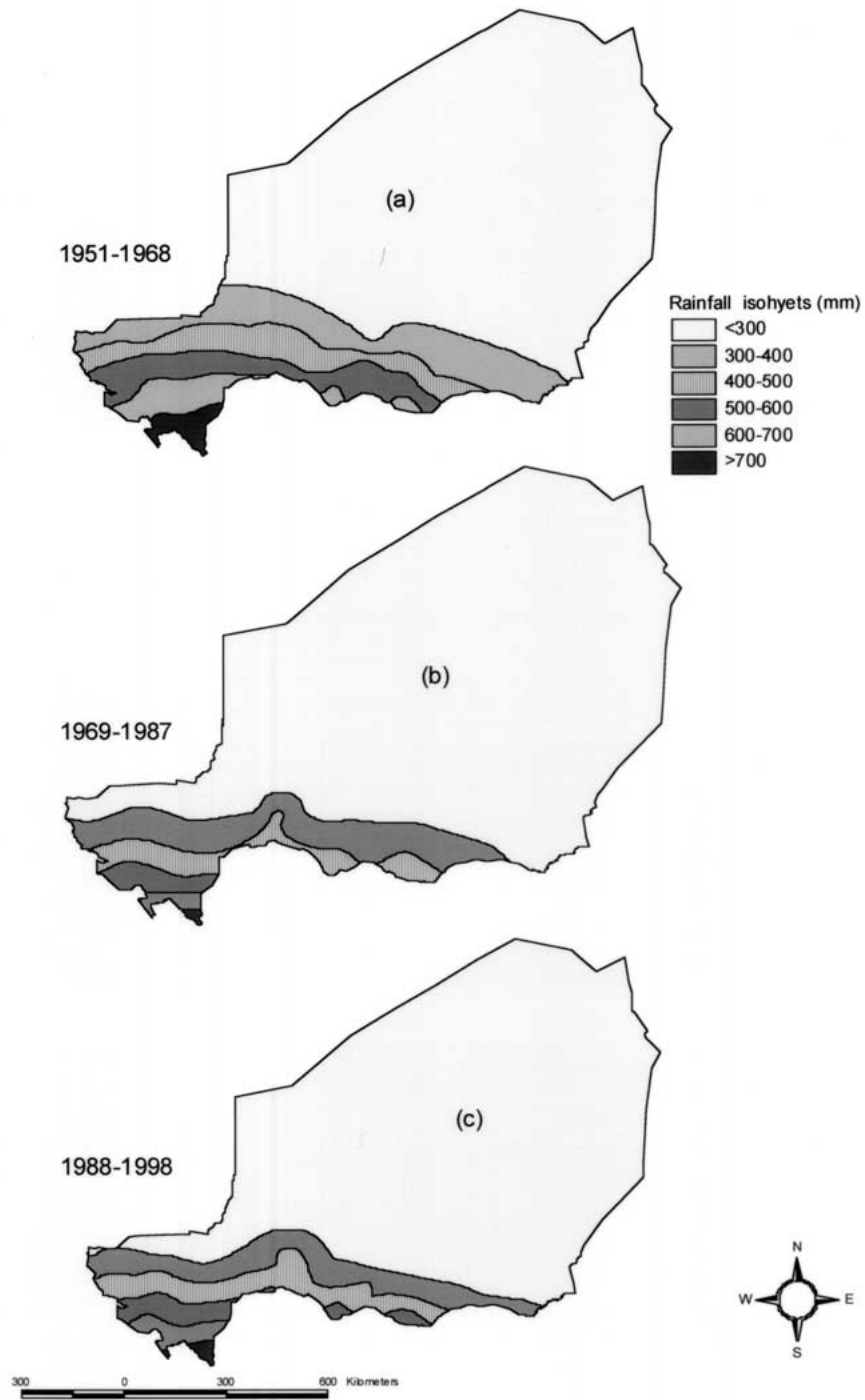 (a)
1951-1968
Rainfall isohyets (mm)
<300
300-400
400-500
500-600
600-700
>700
(b)
1969-1987
(c)
1988-1998
N
W E
S
300 0 300 600 Kilometers